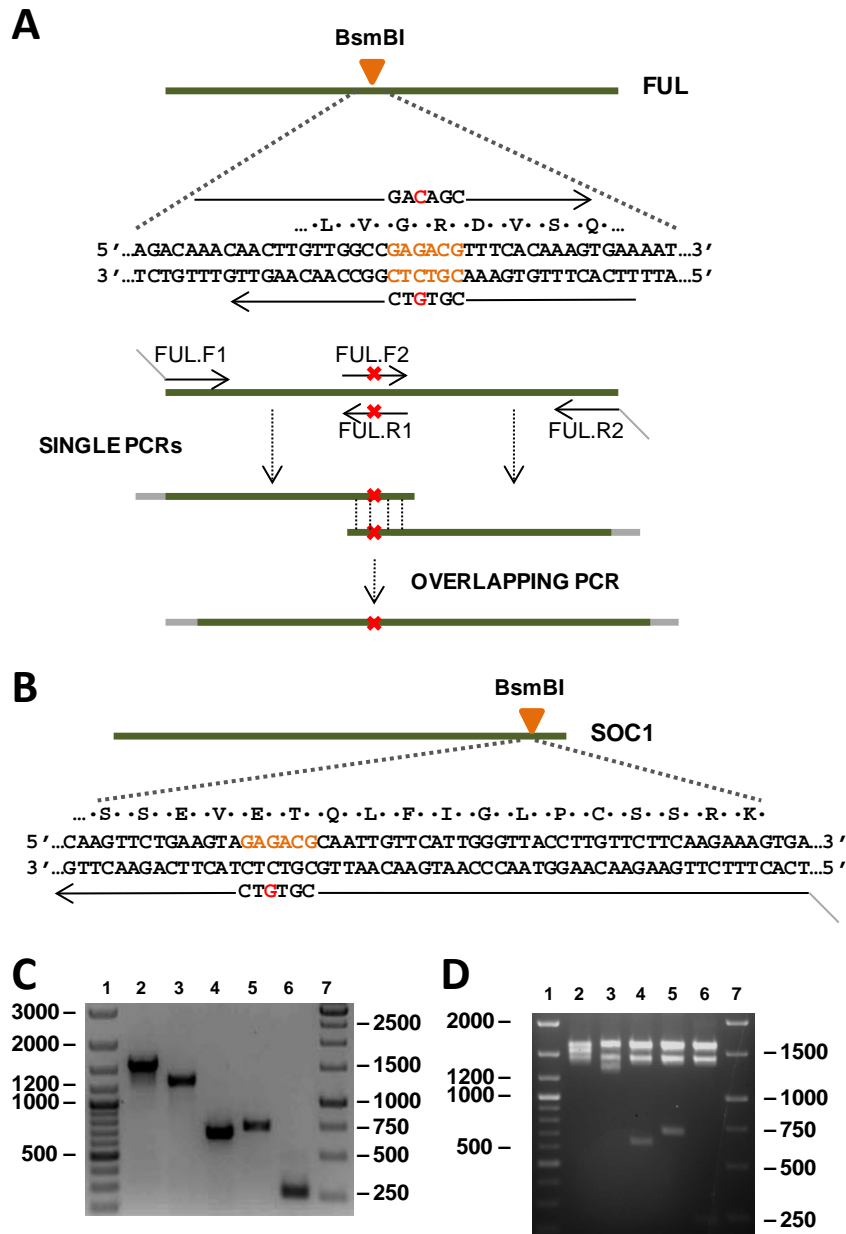 A
BsmBI
FUL
GACAGC
...·L··V··G··R··D··V··S··Q·...
5′...AGACAAACAACTTGTTGGCCGAGACGTTTCACAAAGTGAAAAT...3′
3′...TCTGTTTGTTGAACAACCGGCTCTGCAAAGTGTTTCACTTTTA...5′
CTGTGC
FUL.F1
FUL.F2
FUL.R1
FUL.R2
SINGLE PCRs
OVERLAPPING PCR
B
BsmBI
SOC1
...·S··S··E··V··E··T··Q··L··F··I··G··L··P··C··S··S··R··K·
5′...CAAGTTCTGAAGTAGAGACGCAATTGTTCATTGGGTTACCTTGTTCTTCAAGAAAGTGA...3′
3′...GTTCAAGACTTCATCTCTGCGTTAACAAGTAACCCAATGGAACAAGAAGTTCTTTCACT...5′
CTGTGC
C
1 2 3 4 5 6 7
3000 –
2000 –
1200 –
1000 –
500 –
– 2500
– 1500
– 1000
– 750
– 500
– 250
D
1 2 3 4 5 6 7
2000 –
1200 –
1000 –
500 –
– 1500
– 1000
– 750
– 500
– 250